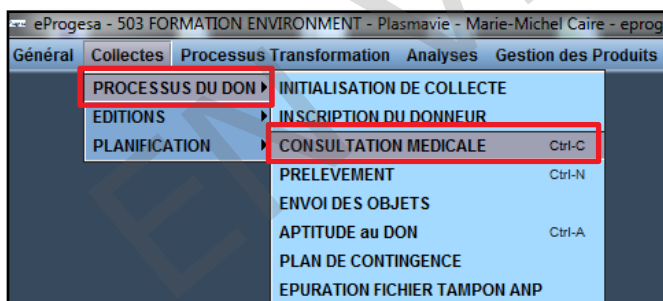 eProgesa - 503 FORMATION ENVIRONMENT - Plasmavie - Marie-Michel Caire - eprog
Général Collectes Processus Transformation Analyses Gestion des Produits
PROCESSUS DU DON INITIALISATION DE COLLECTE
EDITIONS INSCRIPTION DU DONNEUR
PLANIFICATION CONSULTATION MEDICALE Ctrl-C
PRELEVEMENT Ctrl-N
ENVOI DES OBJETS
APTITUDE au DON Ctrl-A
PLAN DE CONTINGENCE
EPURATION FICHIER TAMPON ANP